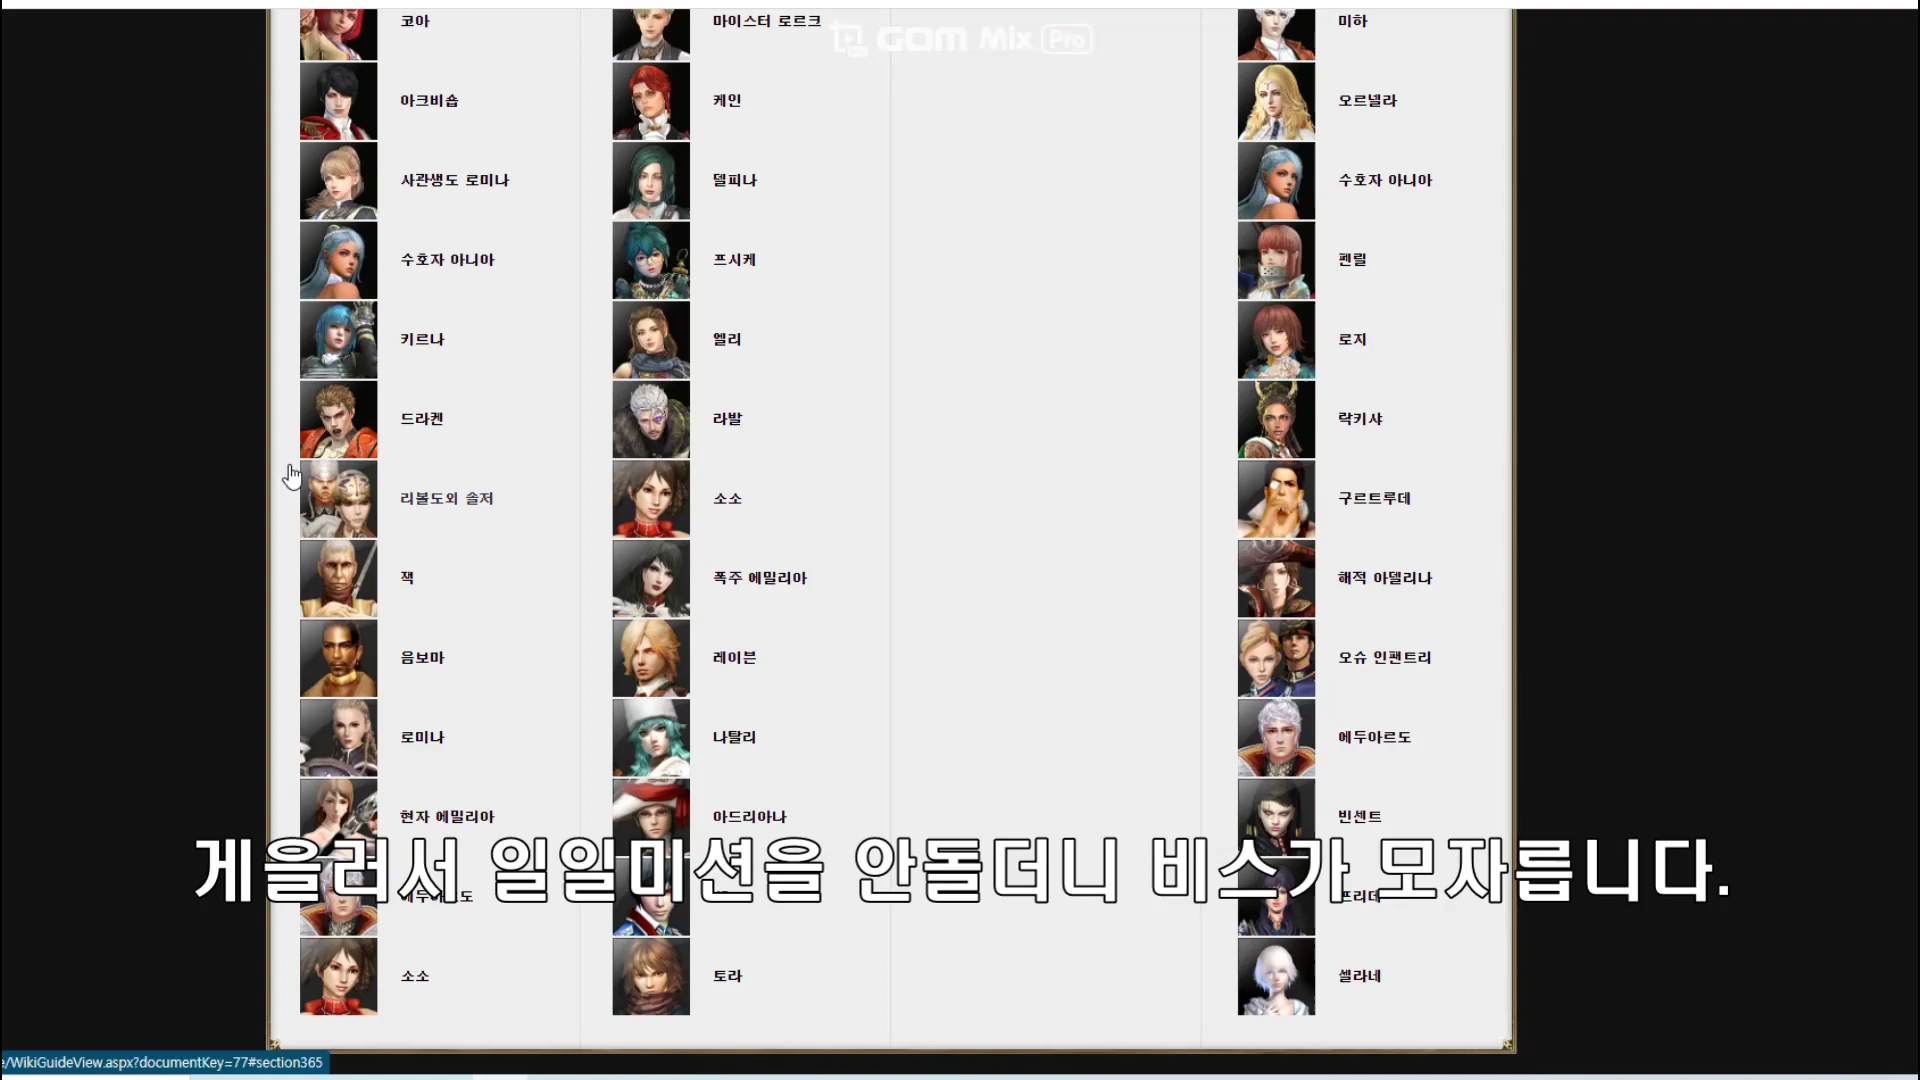 코아
마이스터 로르크
미하
GOM Mix Pro
아크비숍
케인
오르넬라
사관생도 로미나
델피나
수호자 아니아
수호자 아니아
프시케
펜릴
키르나
엘리
로지
드라켄
라발
락키샤
리볼도외 솔저
소소
구르트루데
잭
폭주 에밀리아
해적 아델리나
음보마
레이븐
오슈 인팬트리
로미나
나탈리
에두아르도
현자 에밀리아
아드리아나
빈센트
게을러서 일일미션을 안돌더니 비스가 모자릅니다.
소소
토라
셀라네
e/WikiGuideView.aspx?documentKey=77#section365